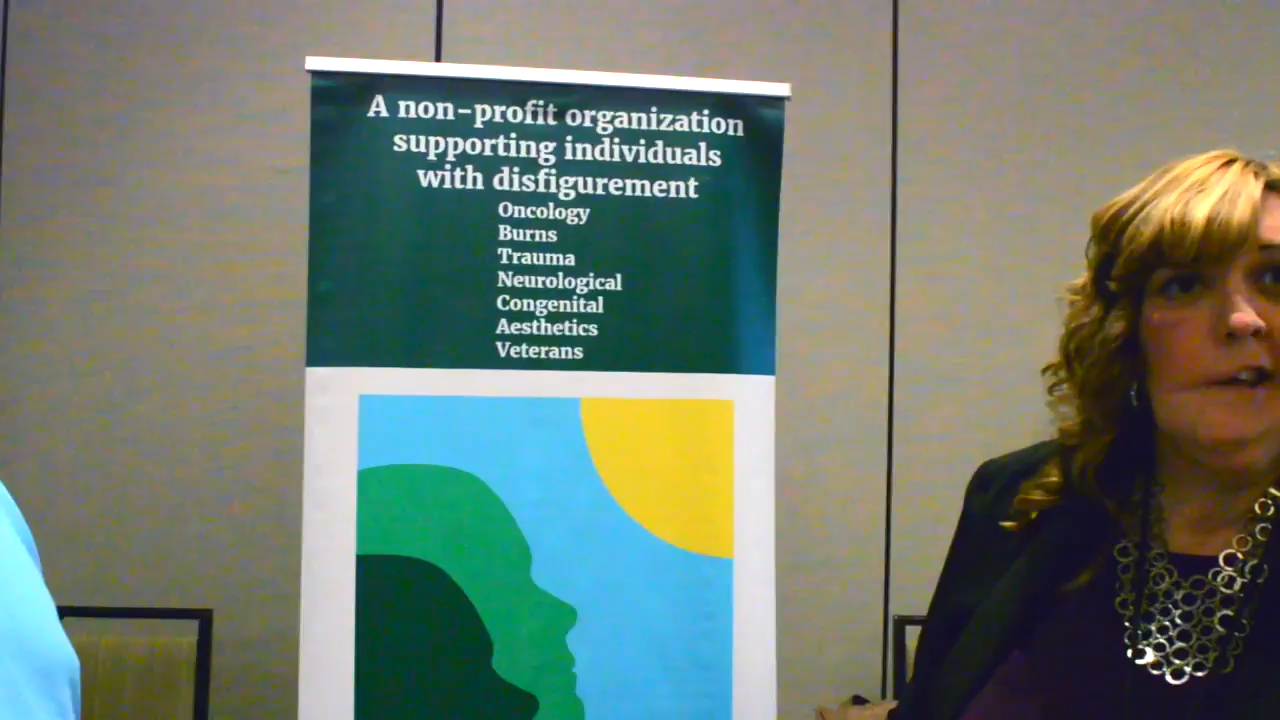 A non-profit organization
supporting individuals
with disfigurement
Oncology
Burns
Trauma
Neurological
Congenital
Aesthetics
Veterans